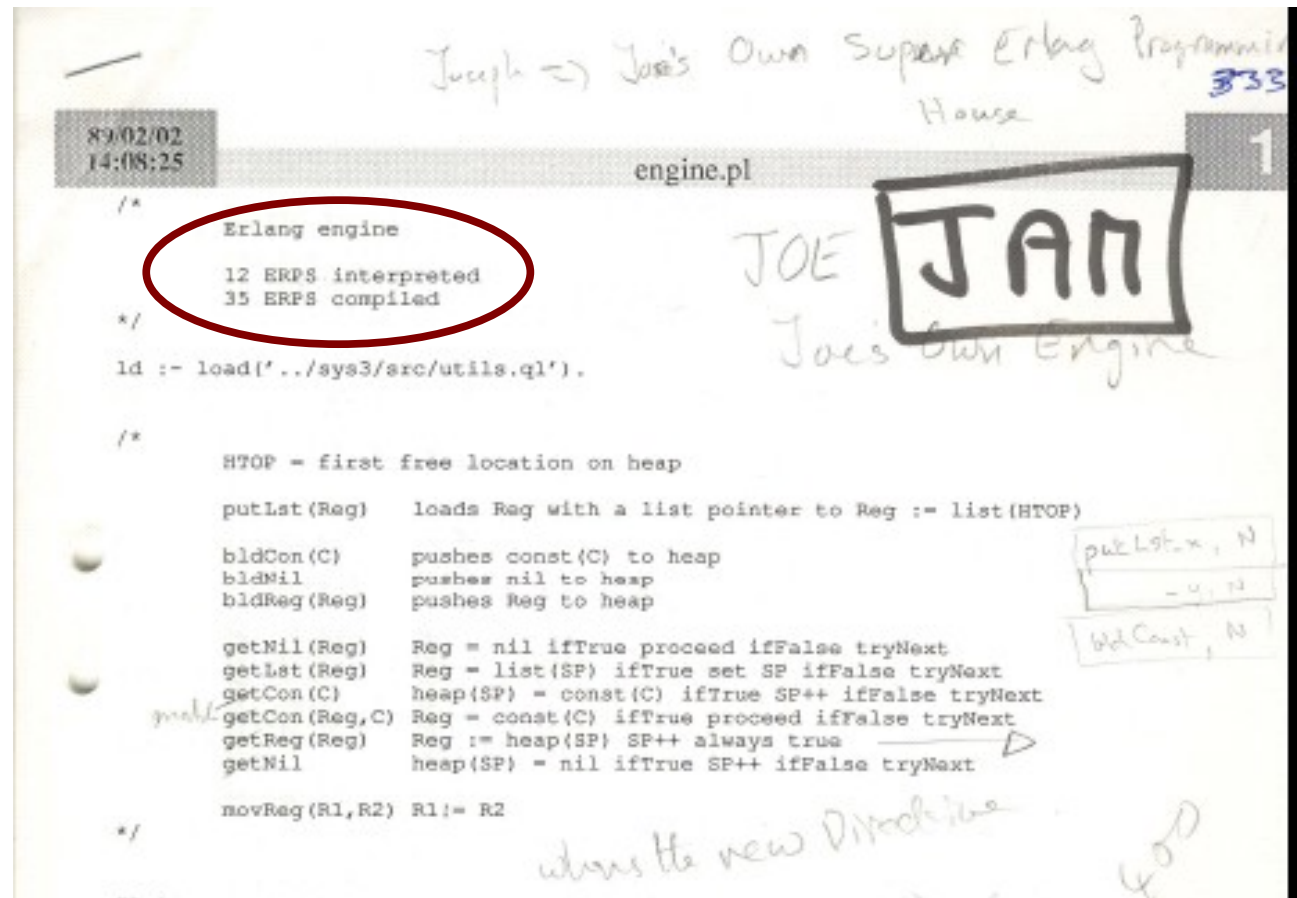 Joe's Own Super Erlang Programmin
333
House
89/02/02
14:08:25
engine.pl
1
/*
Erlang engine
12 ERPS interpreted
35 ERPS compiled
*/
JOE JAM
Joe's Own Engine
ld :- load('../sys3/src/utils.ql').
/*
HTOP = first free location on heap
putLst(Reg) loads Reg with a list pointer to Reg := list(HTOP)
bldCon(C) pushes const(C) to heap
bldNil pushes nil to heap
bldReg(Reg) pushes Reg to heap
putLst-x, N
-y, N
bldConst, N
getNil(Reg) Reg = nil ifTrue proceed ifFalse tryNext
getLst(Reg) Reg = list(SP) ifTrue set SP ifFalse tryNext
getCon(C) heap(SP) = const(C) ifTrue SP++ ifFalse tryNext
getCon(Reg,C) Reg = const(C) ifTrue proceed ifFalse tryNext
getReg(Reg) Reg := heap(SP) SP++ always true
getNil heap(SP) = nil ifTrue SP++ ifFalse tryNext
movReg(R1,R2) R1:= R2
*/
the new